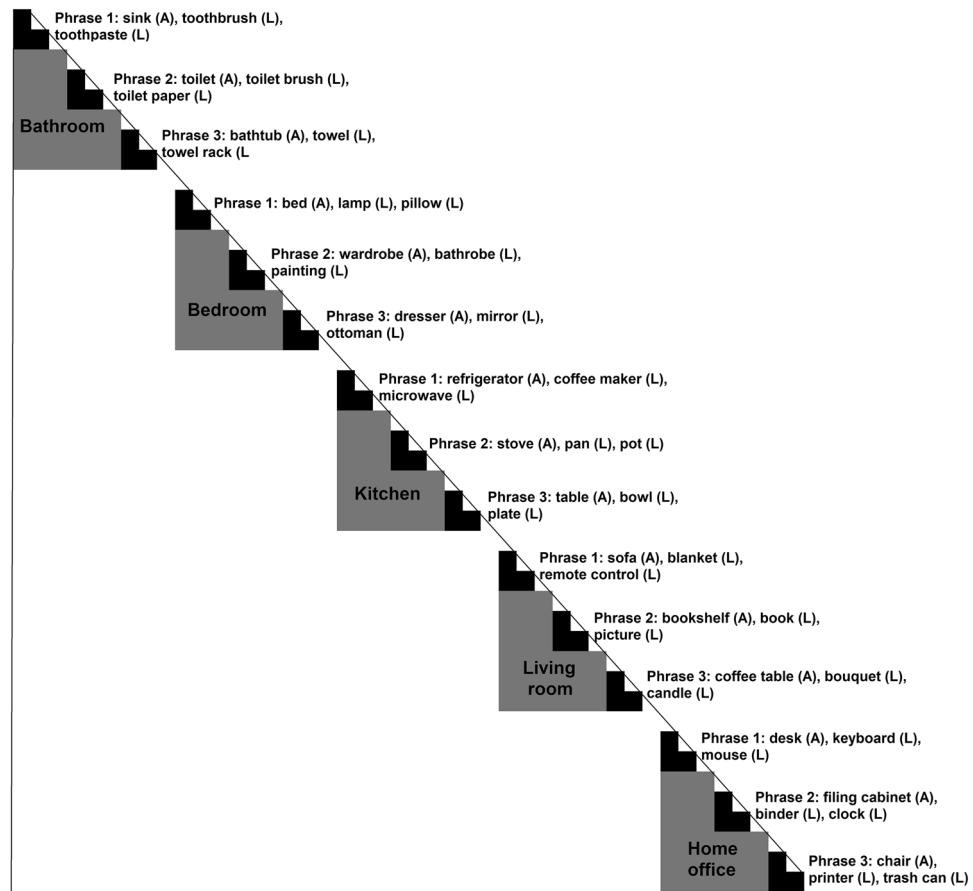 Phrase 1: sink (A), toothbrush (L),
toothpaste (L)
Phrase 2: toilet (A), toilet brush (L),
toilet paper (L)
Bathroom
Phrase 3: bathtub (A), towel (L),
towel rack (L
Phrase 1: bed (A), lamp (L), pillow (L)
Phrase 2: wardrobe (A), bathrobe (L),
painting (L)
Bedroom
Phrase 3: dresser (A), mirror (L),
ottoman (L)
Phrase 1: refrigerator (A), coffee maker (L),
microwave (L)
Phrase 2: stove (A), pan (L), pot (L)
Kitchen
Phrase 3: table (A), bowl (L),
plate (L)
Phrase 1: sofa (A), blanket (L),
remote control (L)
Phrase 2: bookshelf (A), book (L),
picture (L)
Living
room
Phrase 3: coffee table (A), bouquet (L),
candle (L)
Phrase 1: desk (A), keyboard (L),
mouse (L)
Phrase 2: filing cabinet (A),
binder (L), clock (L)
Home
office
Phrase 3: chair (A),
printer (L), trash can (L)